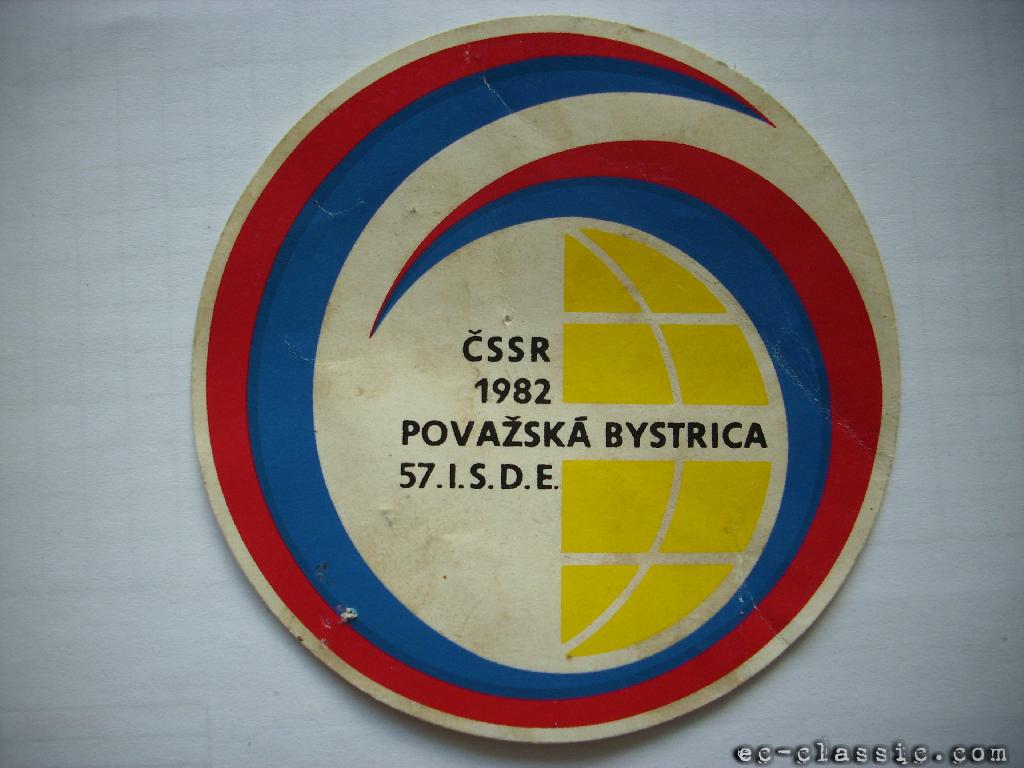 ČSSR
1982
POVAŽSKÁ BYSTRICA
57.I.S.D.E.
ec-classic.com